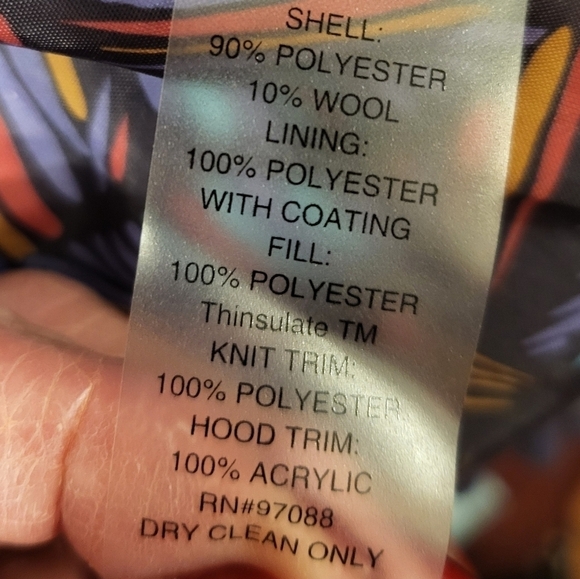 SHELL:
90% POLYESTER
10% WOOL
LINING:
100% POLYESTER
WITH COATING
FILL:
100% POLYESTER
Thinsulate TM
KNIT TRIM:
100% POLYESTER
HOOD TRIM:
100% ACRYLIC
RN#97088
DRY CLEAN ONLY